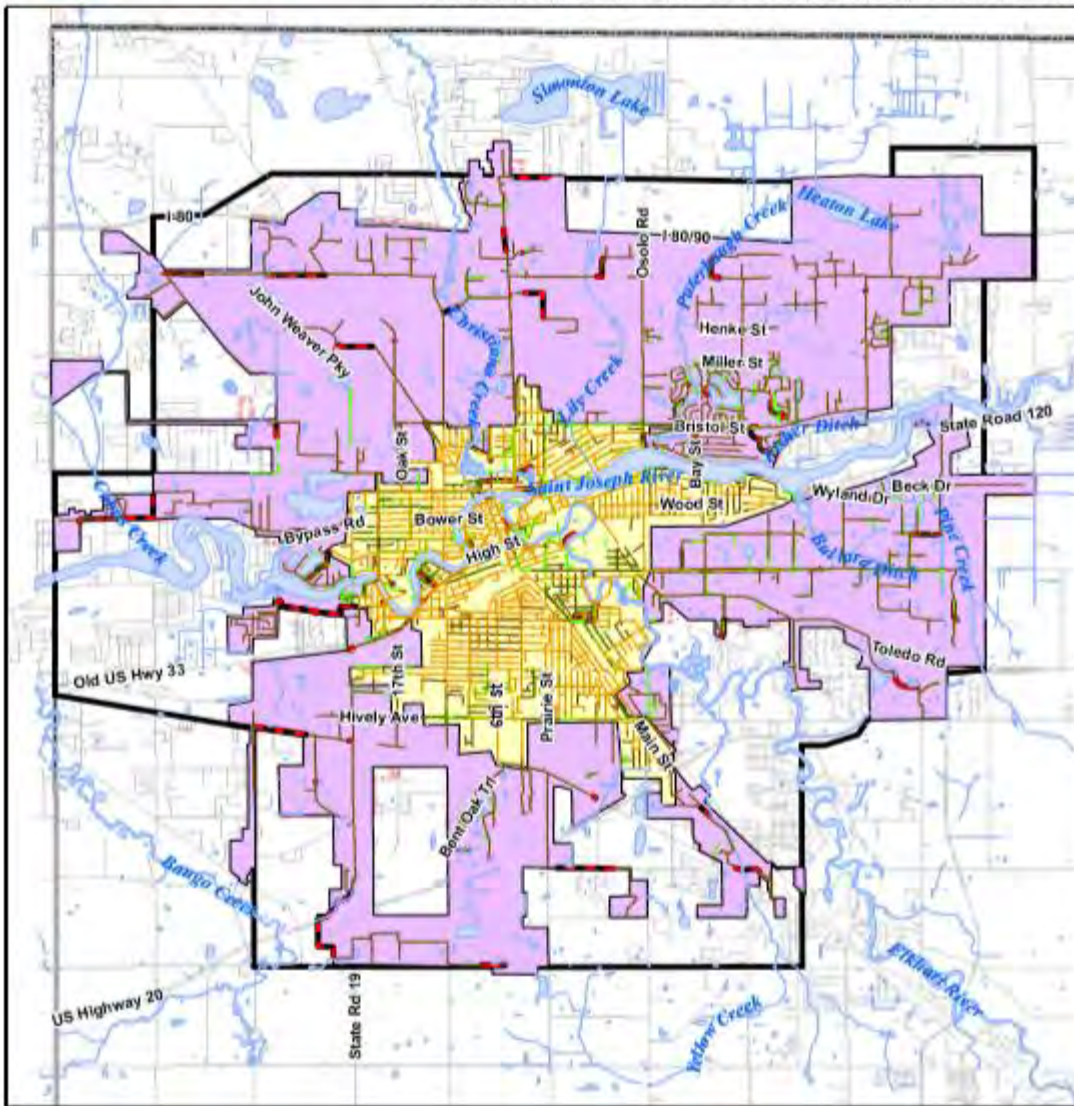 Simonton Lake
I-80
Osolo Rd
I-80/90
Puterbaugh Creek
Heaton Lake
John Weaver Pky
Christiana Creek
Lily Creek
Henke St
Miller St
Oak St
Bristol St
Bay St
Ditch
State Road 120
Saint Joseph River
Wyland Dr
Beck Dr
Creek
Bypass Rd
Bower St
High St
Wood St
Ditch
Pine Creek
Old US Hwy 33
17th St
Hively Ave
6th St
Prairie St
Main St
Toledo Rd
Bent Oak Trl
Baugo Creek
US Highway 20
State Rd 19
Yellow Creek
Elkhart River